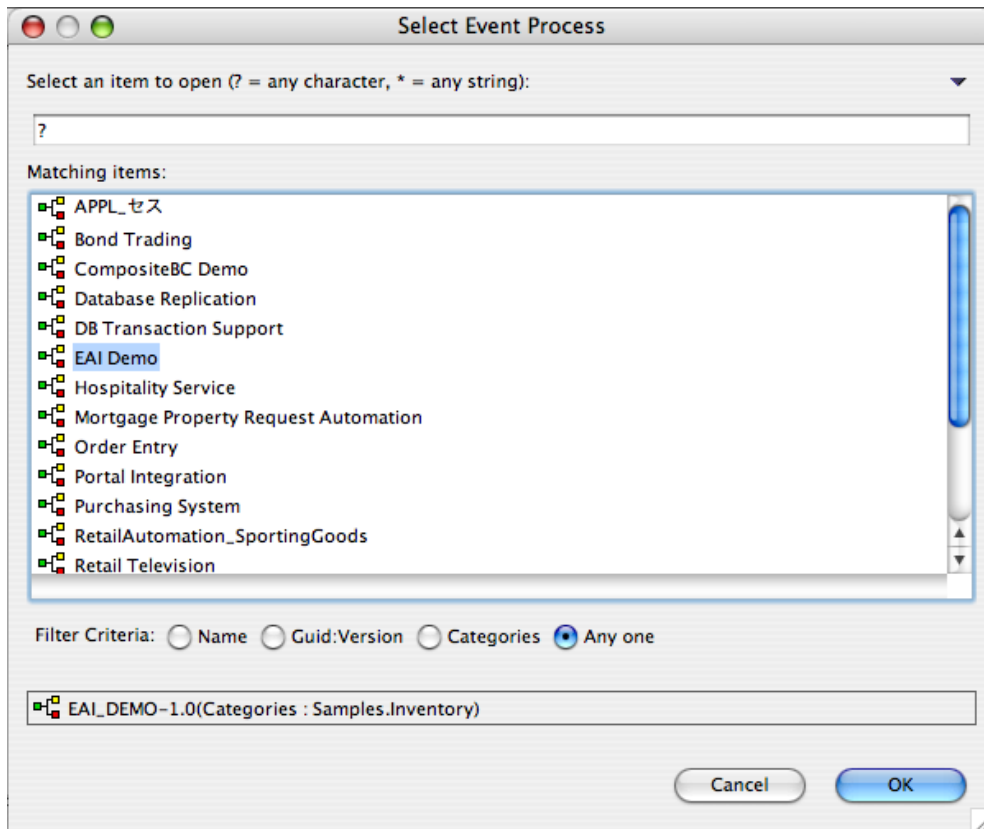 Select Event Process
Select an item to open (? = any character, * = any string):
?
Matching items:
APPL_セス
Bond Trading
CompositeBC Demo
Database Replication
DB Transaction Support
EAI Demo
Hospitality Service
Mortgage Property Request Automation
Order Entry
Portal Integration
Purchasing System
RetailAutomation_SportingGoods
Retail Television
Filter Criteria: Name Guid:Version Categories Any one
EAI_DEMO-1.0(Categories : Samples.Inventory)
Cancel OK